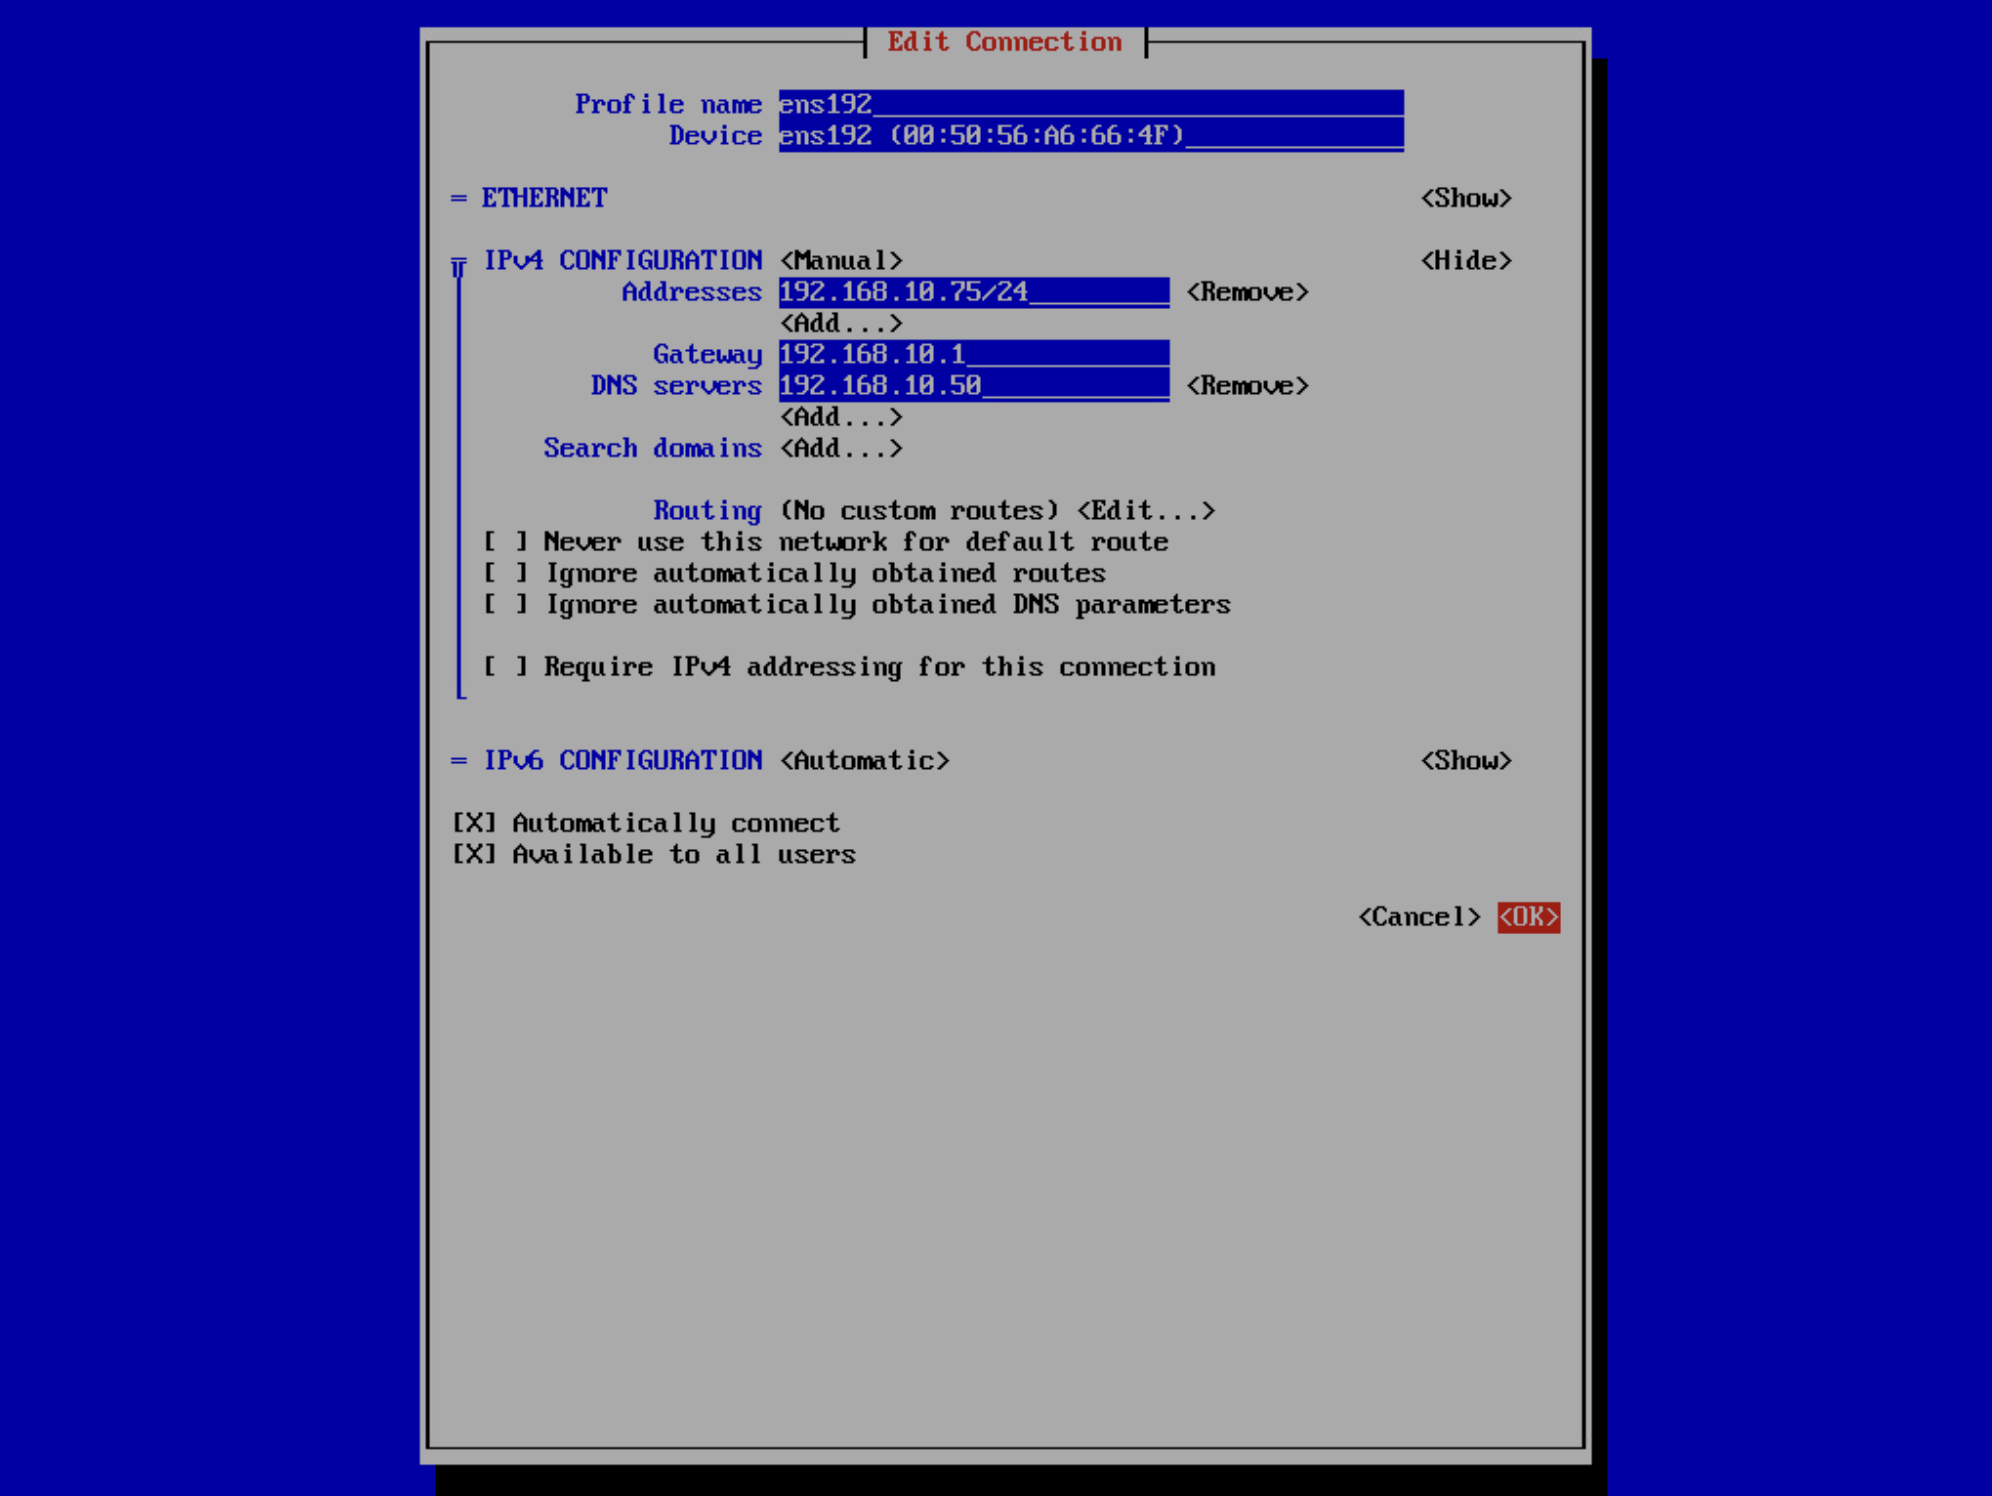 Edit Connection
Profile name ens192
Device ens192 (00:50:56:A6:66:4F)
= ETHERNET <Show>
IPv4 CONFIGURATION <Manual> <Hide>
Addresses 192.168.10.75/24 <Remove>
<Add...>
Gateway 192.168.10.1
DNS servers 192.168.10.50 <Remove>
<Add...>
Search domains <Add...>
Routing (No custom routes) <Edit...>
[ ] Never use this network for default route
[ ] Ignore automatically obtained routes
[ ] Ignore automatically obtained DNS parameters
[ ] Require IPv4 addressing for this connection
= IPv6 CONFIGURATION <Automatic> <Show>
[X] Automatically connect
[X] Available to all users
<Cancel> <OK>